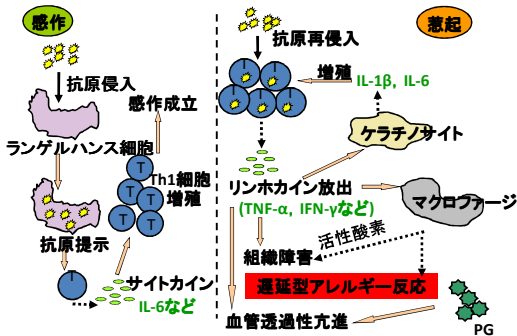 感作
抗原侵入
ランゲルハンス細胞
抗原提示
T
サイトカイン
IL-6など
T
T
T
T
T
Th1細胞
増殖
感作成立
惹起
抗原再侵入
T
T
T
T
T
増殖
IL-1β, IL-6
ケラチノサイト
リンホカイン放出
(TNF-α, IFN-γなど)
マクロファージ
活性酸素
組織障害
遅延型アレルギー反応
血管透過性亢進
PG